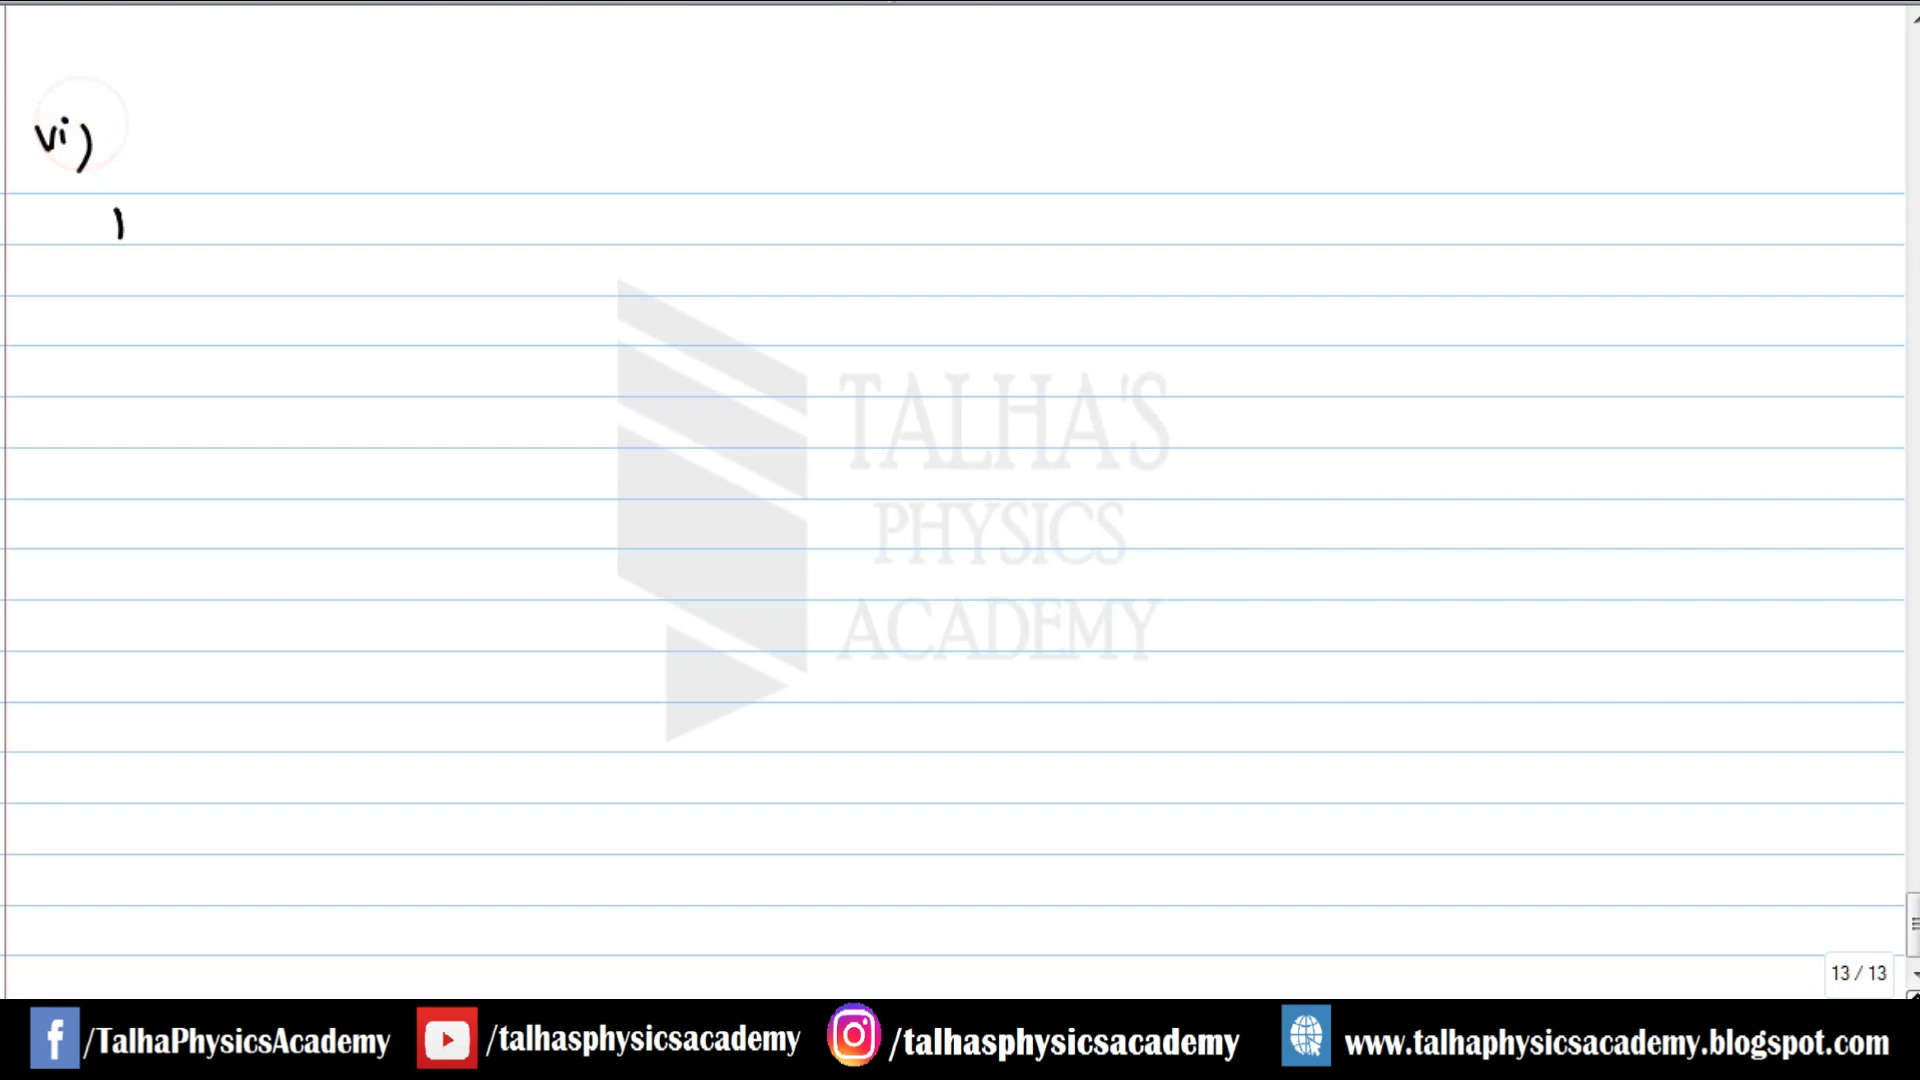 vi)
1
TALHA'S
PHYSICS
ACADEMY
13 / 13
/TalhaPhysicsAcademy /talhasphysicsacademy /talhasphysicsacademy www.talhaphysicsacademy.blogspot.com